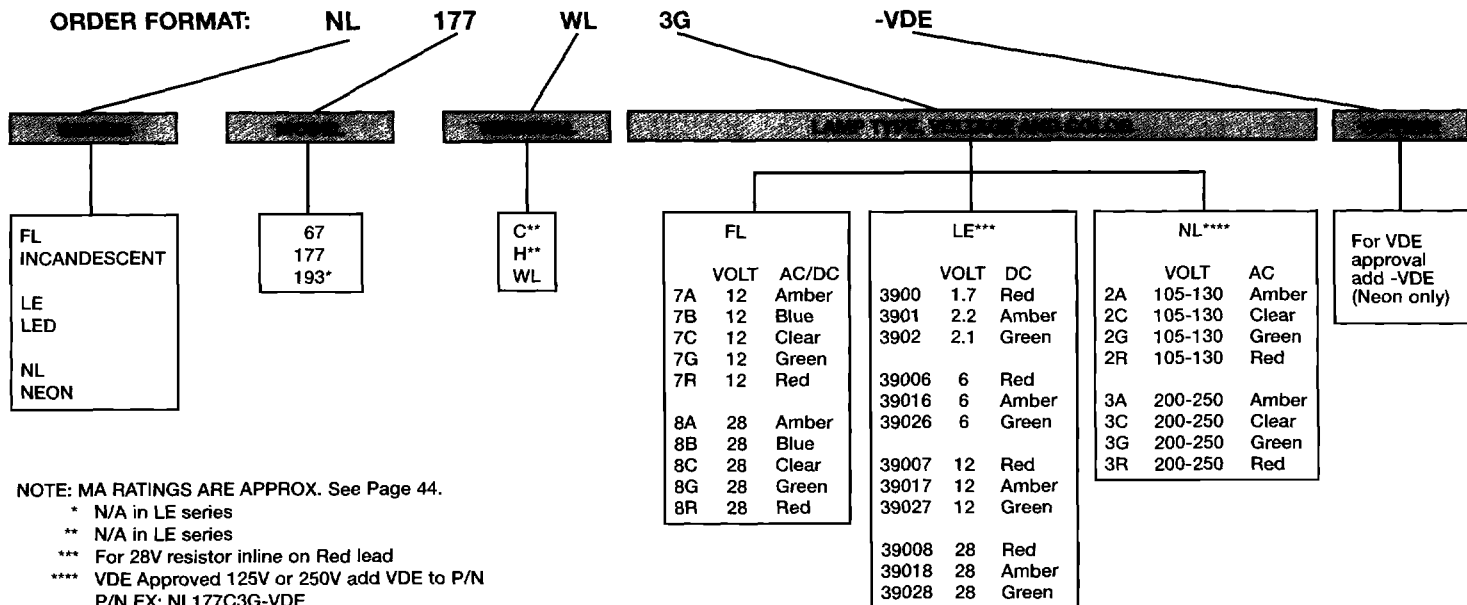 ORDER FORMAT: NL 177 WL 3G -VDE
LAMP TYPE, VOLTAGE AND COLOR
FL
INCANDESCENT
LE
LED
NL
NEON
67
177
193*
C**
H**
WL
FL
VOLT AC/DC
7A 12 Amber
7B 12 Blue
7C 12 Clear
7G 12 Green
7R 12 Red
8A 28 Amber
8B 28 Blue
8C 28 Clear
8G 28 Green
8R 28 Red
LE***
VOLT DC
3900 1.7 Red
3901 2.2 Amber
3902 2.1 Green
39006 6 Red
39016 6 Amber
39026 6 Green
39007 12 Red
39017 12 Amber
39027 12 Green
39008 28 Red
39018 28 Amber
39028 28 Green
NL****
VOLT AC
2A 105-130 Amber
2C 105-130 Clear
2G 105-130 Green
2R 105-130 Red
3A 200-250 Amber
3C 200-250 Clear
3G 200-250 Green
3R 200-250 Red
For VDE
approval
add -VDE
(Neon only)
NOTE: MA RATINGS ARE APPROX. See Page 44.
* N/A in LE series
** N/A in LE series
*** For 28V resistor inline on Red lead
**** VDE Approved 125V or 250V add VDE to P/N
P/N EX: NL177C3G-VDE